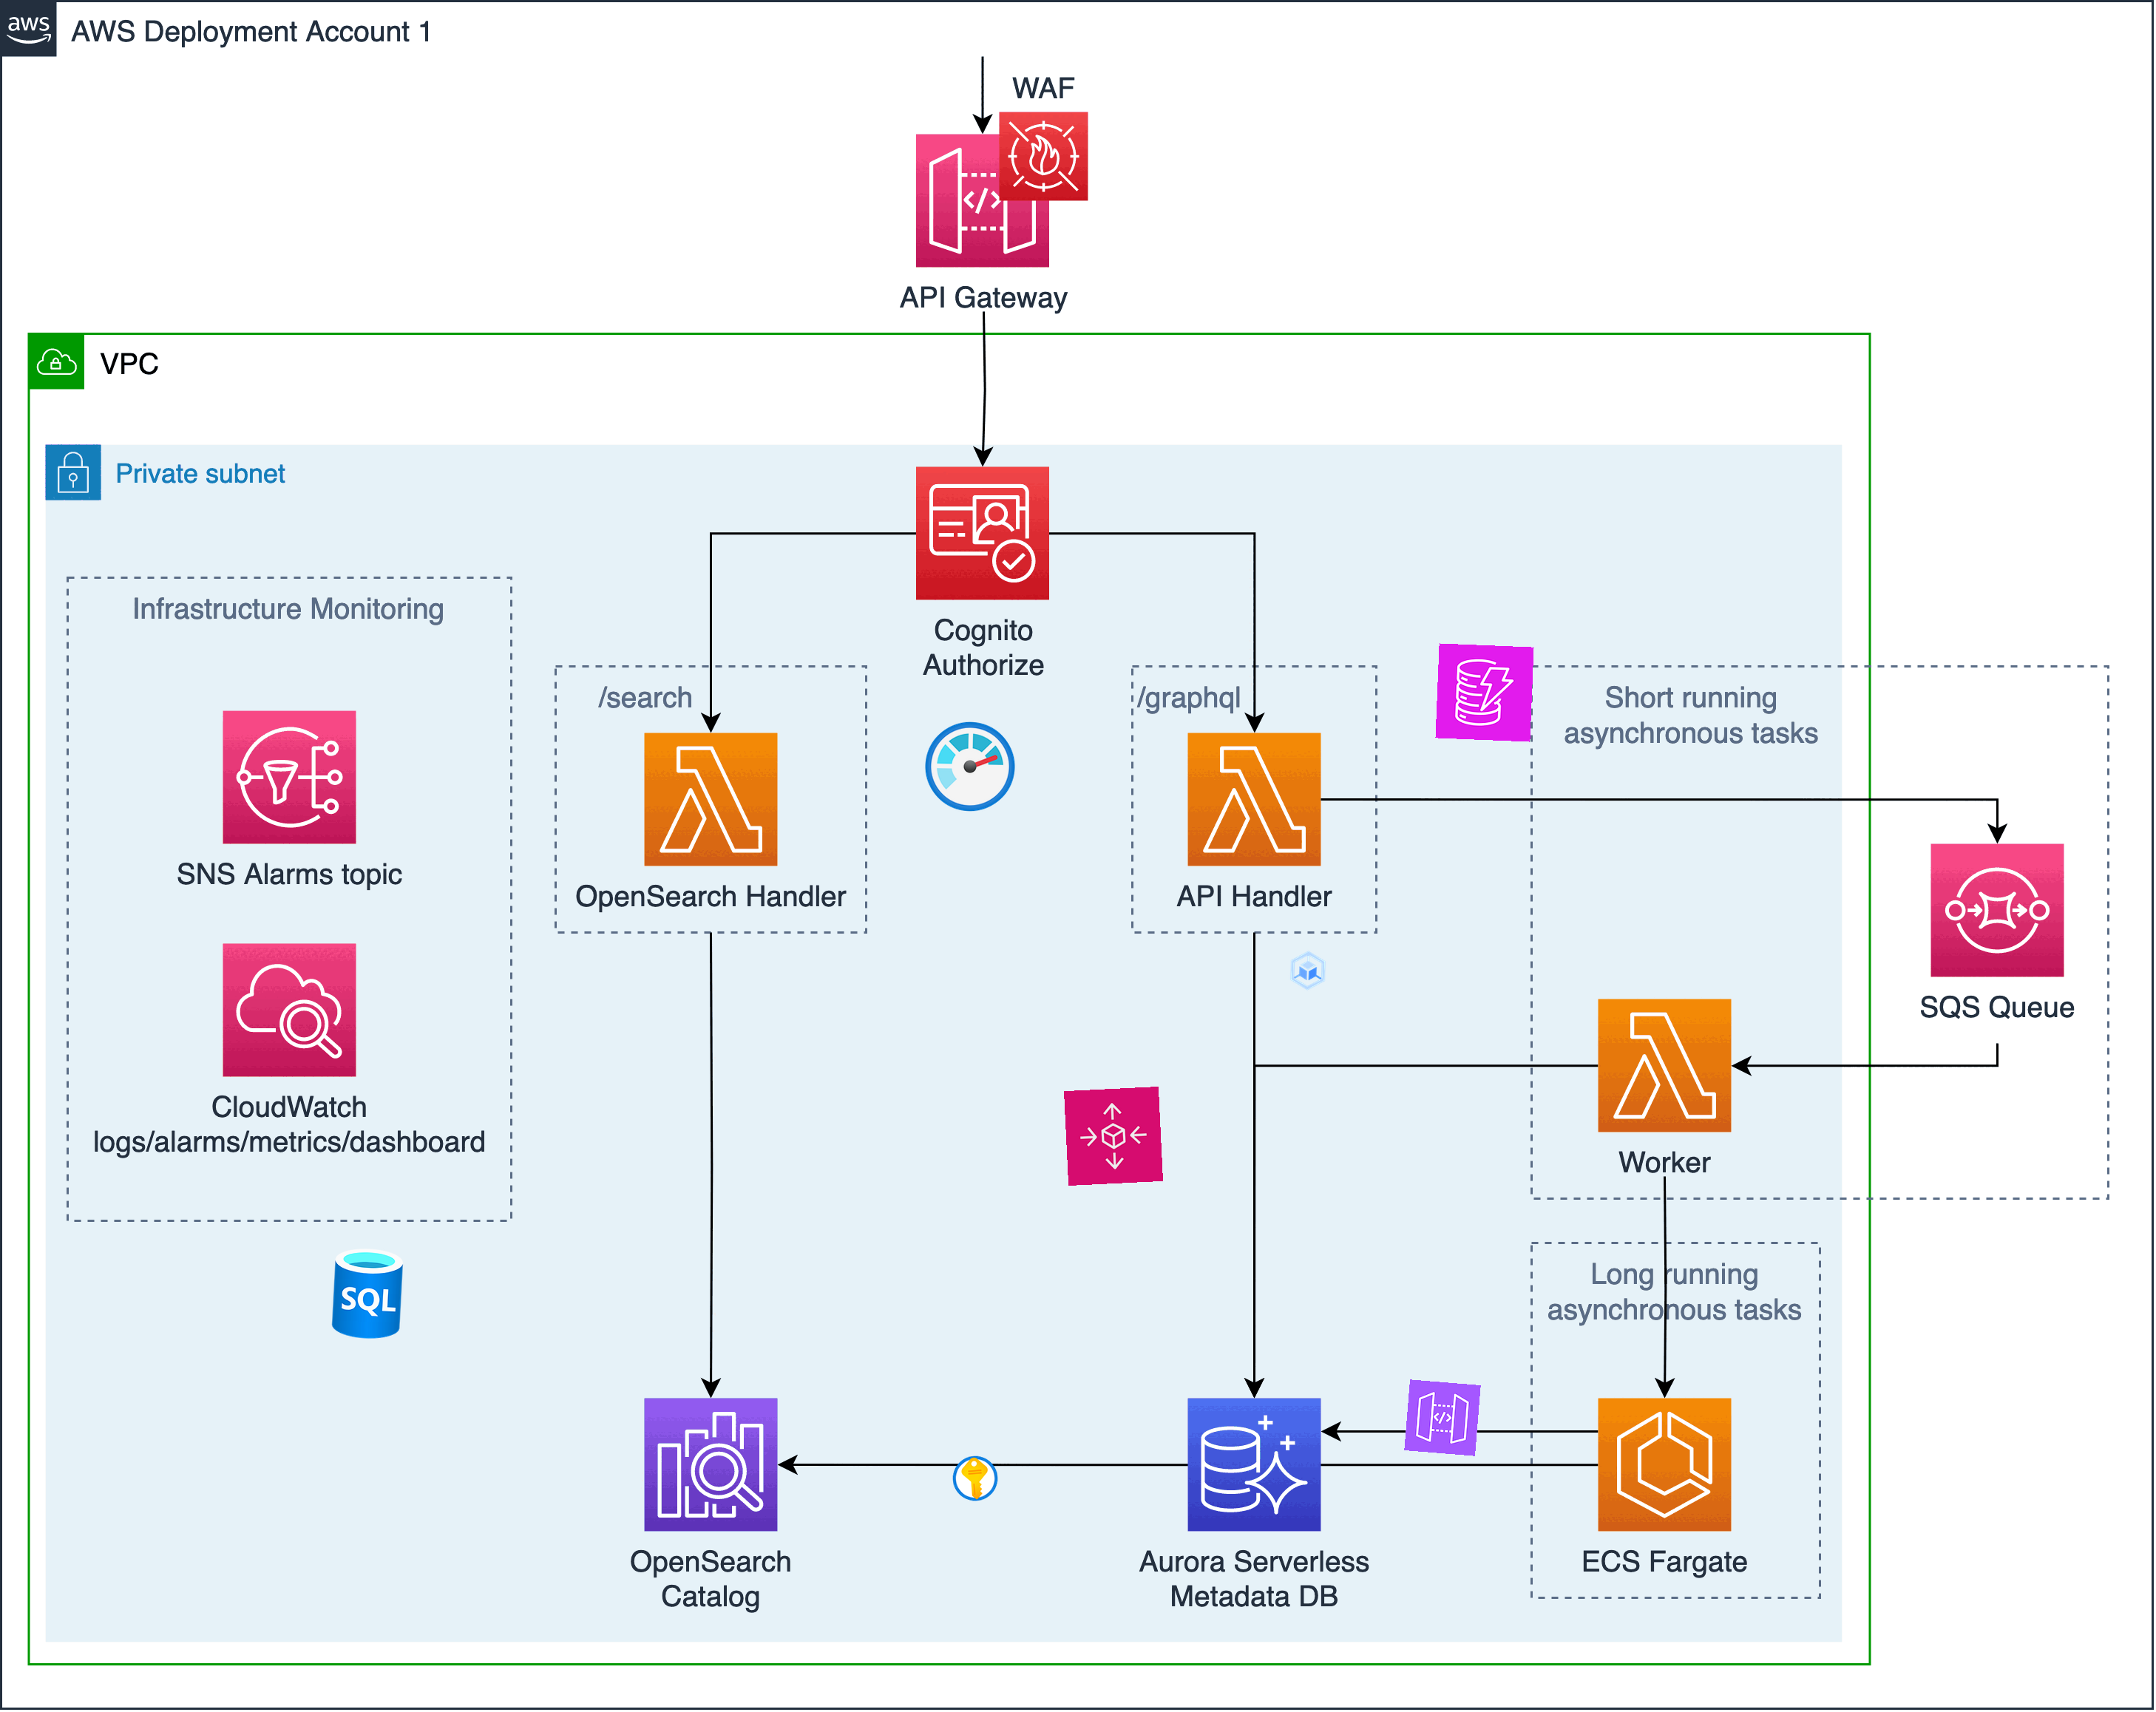 aws
AWS Deployment Account 1
WAF
</>
API Gateway
VPC
Private subnet
Cognito
Authorize
Infrastructure Monitoring
SNS Alarms topic
CloudWatch
logs/alarms/metrics/dashboard
/search
OpenSearch Handler
/graphql
API Handler
Short running
asynchronous tasks
SQS Queue
Worker
Long running
asynchronous tasks
SQL
</>
OpenSearch
Catalog
Aurora Serverless
Metadata DB
ECS Fargate